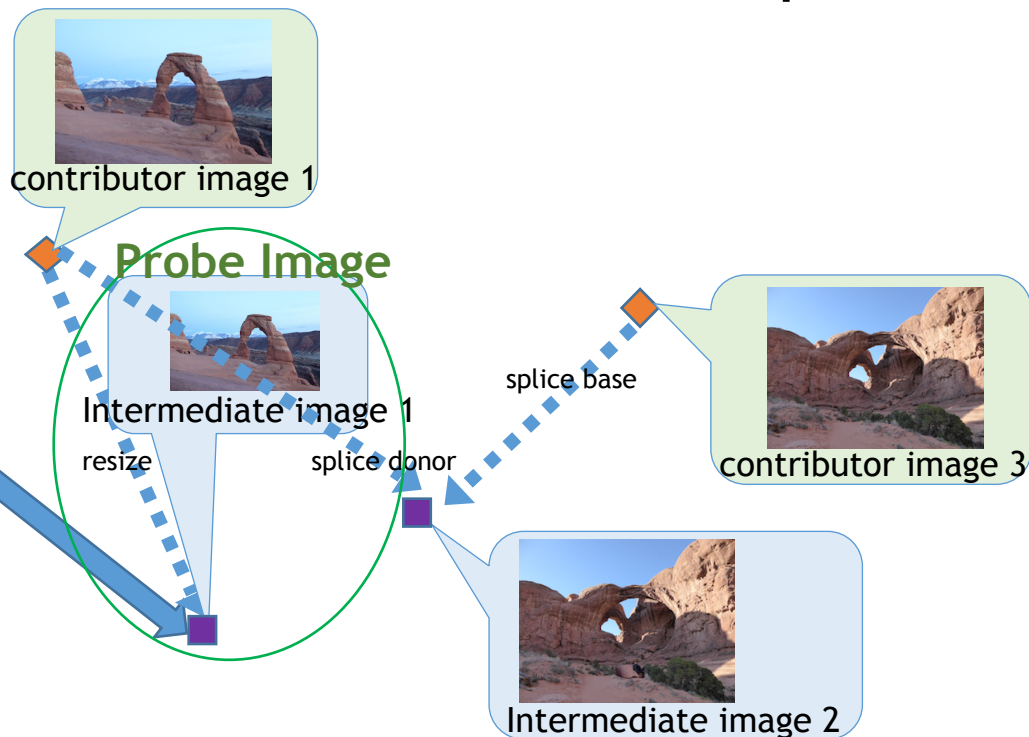 contributor image 1
Probe Image
Intermediate image 1
resize
splice donor
splice base
contributor image 3
Intermediate image 2